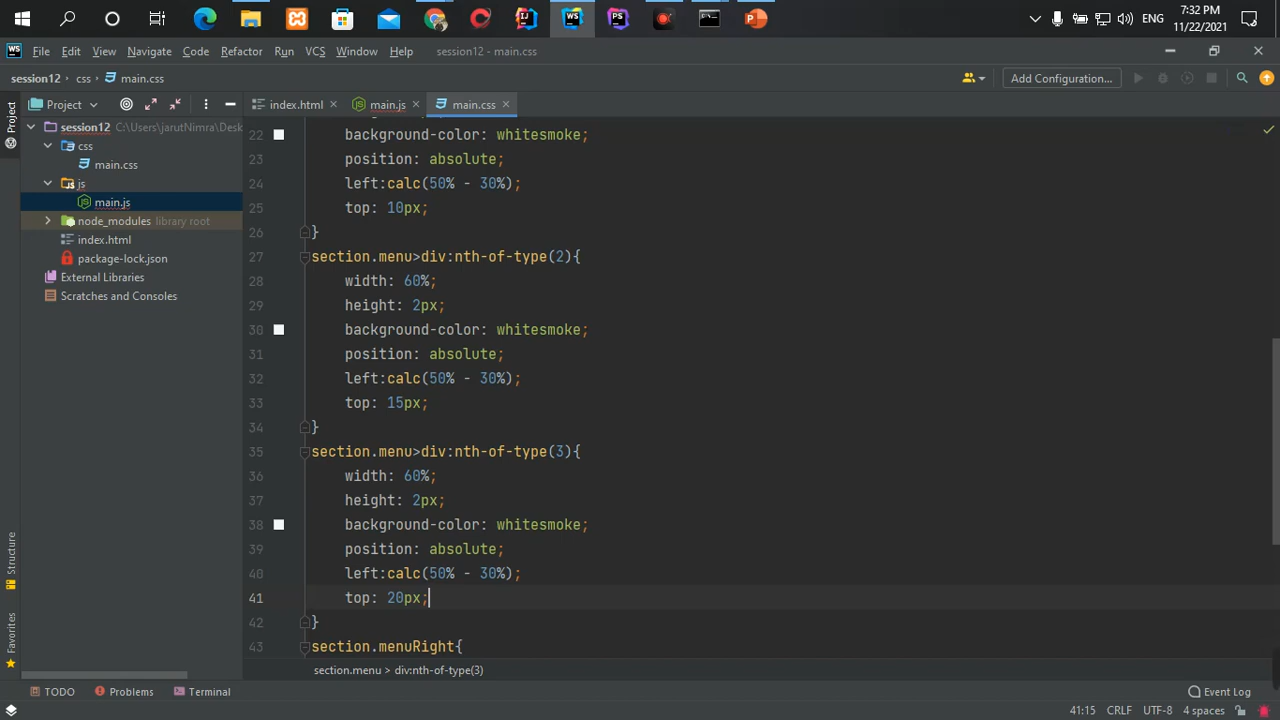 7:32 PM
ENG
11/22/2021
WS
File Edit View Navigate Code Refactor Run VCS Window Help session12 - main.css
session12 css main.css
Add Configuration...
Project
index.html
main.js
main.css
Project
session12 C:\Users\jarutNimra\Desk
css
main.css
js
main.js
node_modules library root
index.html
package-lock.json
External Libraries
Scratches and Consoles
22 background-color: whitesmoke;
23 position: absolute;
24 left:calc(50% - 30%);
25 top: 10px;
26 }
27 section.menu>div:nth-of-type(2){
28 width: 60%;
29 height: 2px;
30 background-color: whitesmoke;
31 position: absolute;
32 left:calc(50% - 30%);
33 top: 15px;
34 }
35 section.menu>div:nth-of-type(3){
36 width: 60%;
37 height: 2px;
38 background-color: whitesmoke;
39 position: absolute;
40 left:calc(50% - 30%);
41 top: 20px;
42 }
43 section.menuRight{
section.menu > div:nth-of-type(3)
Structure
Favorites
TODO Problems Terminal
Event Log
41:15 CRLF UTF-8 4 spaces